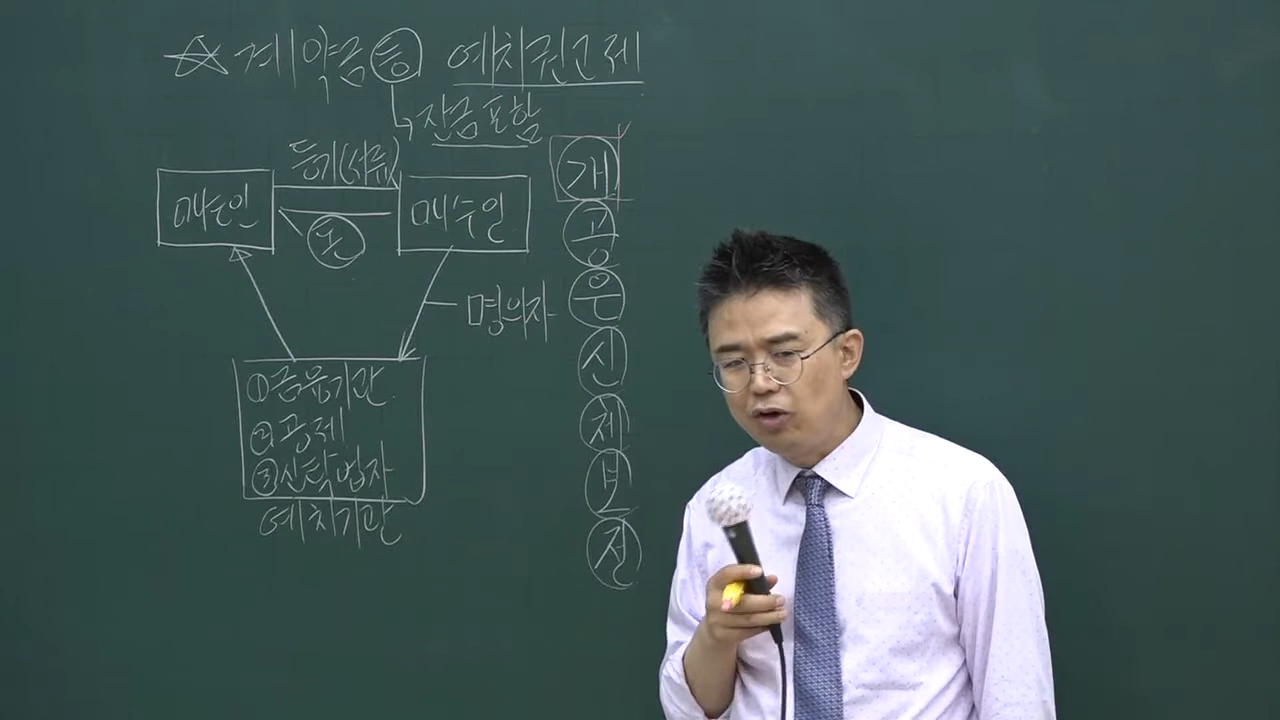 ☆ 계약금등 예치권고제
잔금포함
등기(서류)
매도인
매수인
돈
명의자
①금융기관
②공제
③신탁업자
예치기관
개
공
은
신
체
보
전